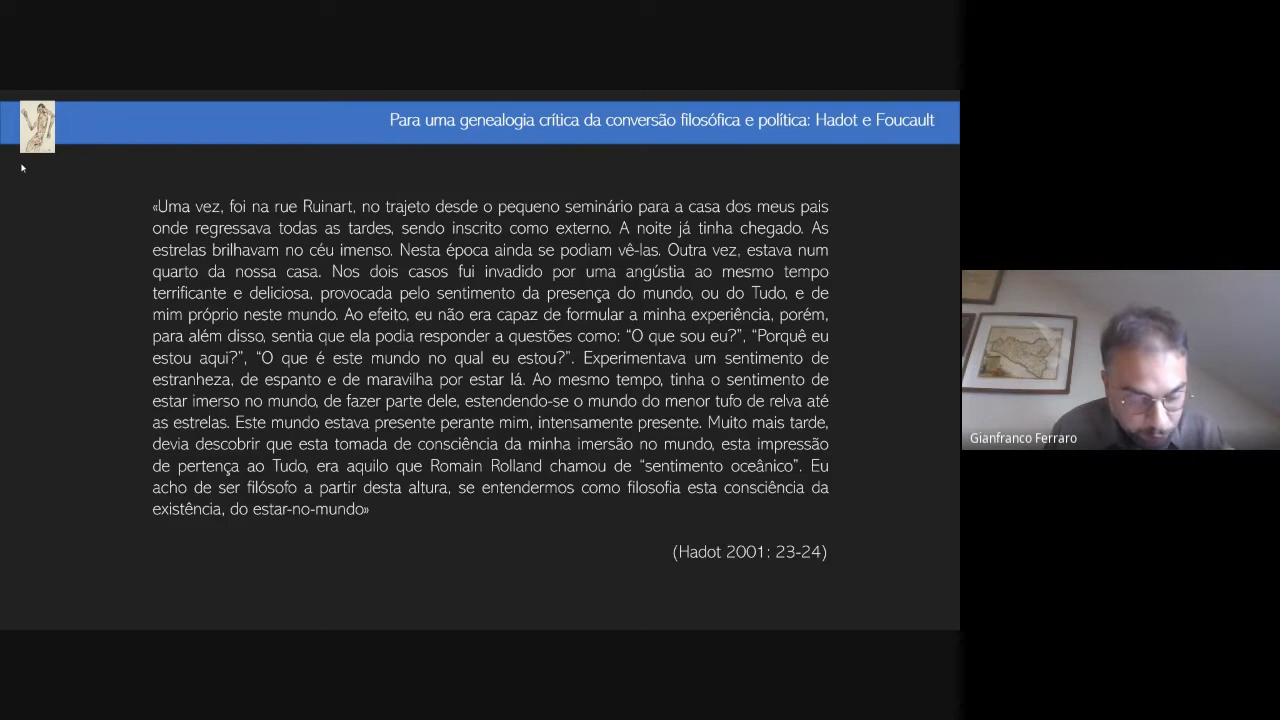 Para uma genealogia crítica da conversão filosófica e política: Hadot e Foucault
«Uma vez, foi na rue Ruinart, no trajeto desde o pequeno seminário para a casa dos meus pais
onde regressava todas as tardes, sendo inscrito como externo. A noite já tinha chegado. As
estrelas brilhavam no céu imenso. Nesta época ainda se podiam vê-las. Outra vez, estava num
quarto da nossa casa. Nos dois casos fui invadido por uma angústia ao mesmo tempo
terrificante e deliciosa, provocada pelo sentimento da presença do mundo, ou do Tudo, e de
mim próprio neste mundo. Ao efeito, eu não era capaz de formular a minha experiência, porém,
para além disso, sentia que ela podia responder a questões como: “O que sou eu?”, “Porquê eu
estou aqui?”, “O que é este mundo no qual eu estou?”. Experimentava um sentimento de
estranheza, de espanto e de maravilha por estar lá. Ao mesmo tempo, tinha o sentimento de
estar imerso no mundo, de fazer parte dele, estendendo-se o mundo do menor tufo de relva até
as estrelas. Este mundo estava presente perante mim, intensamente presente. Muito mais tarde,
devia descobrir que esta tomada de consciência da minha imersão no mundo, esta impressão
de pertença ao Tudo, era aquilo que Romain Rolland chamou de “sentimento oceânico”. Eu
acho de ser filósofo a partir desta altura, se entendermos como filosofia esta consciência da
existência, do estar-no-mundo»
(Hadot 2001: 23-24)
Gianfranco Ferraro